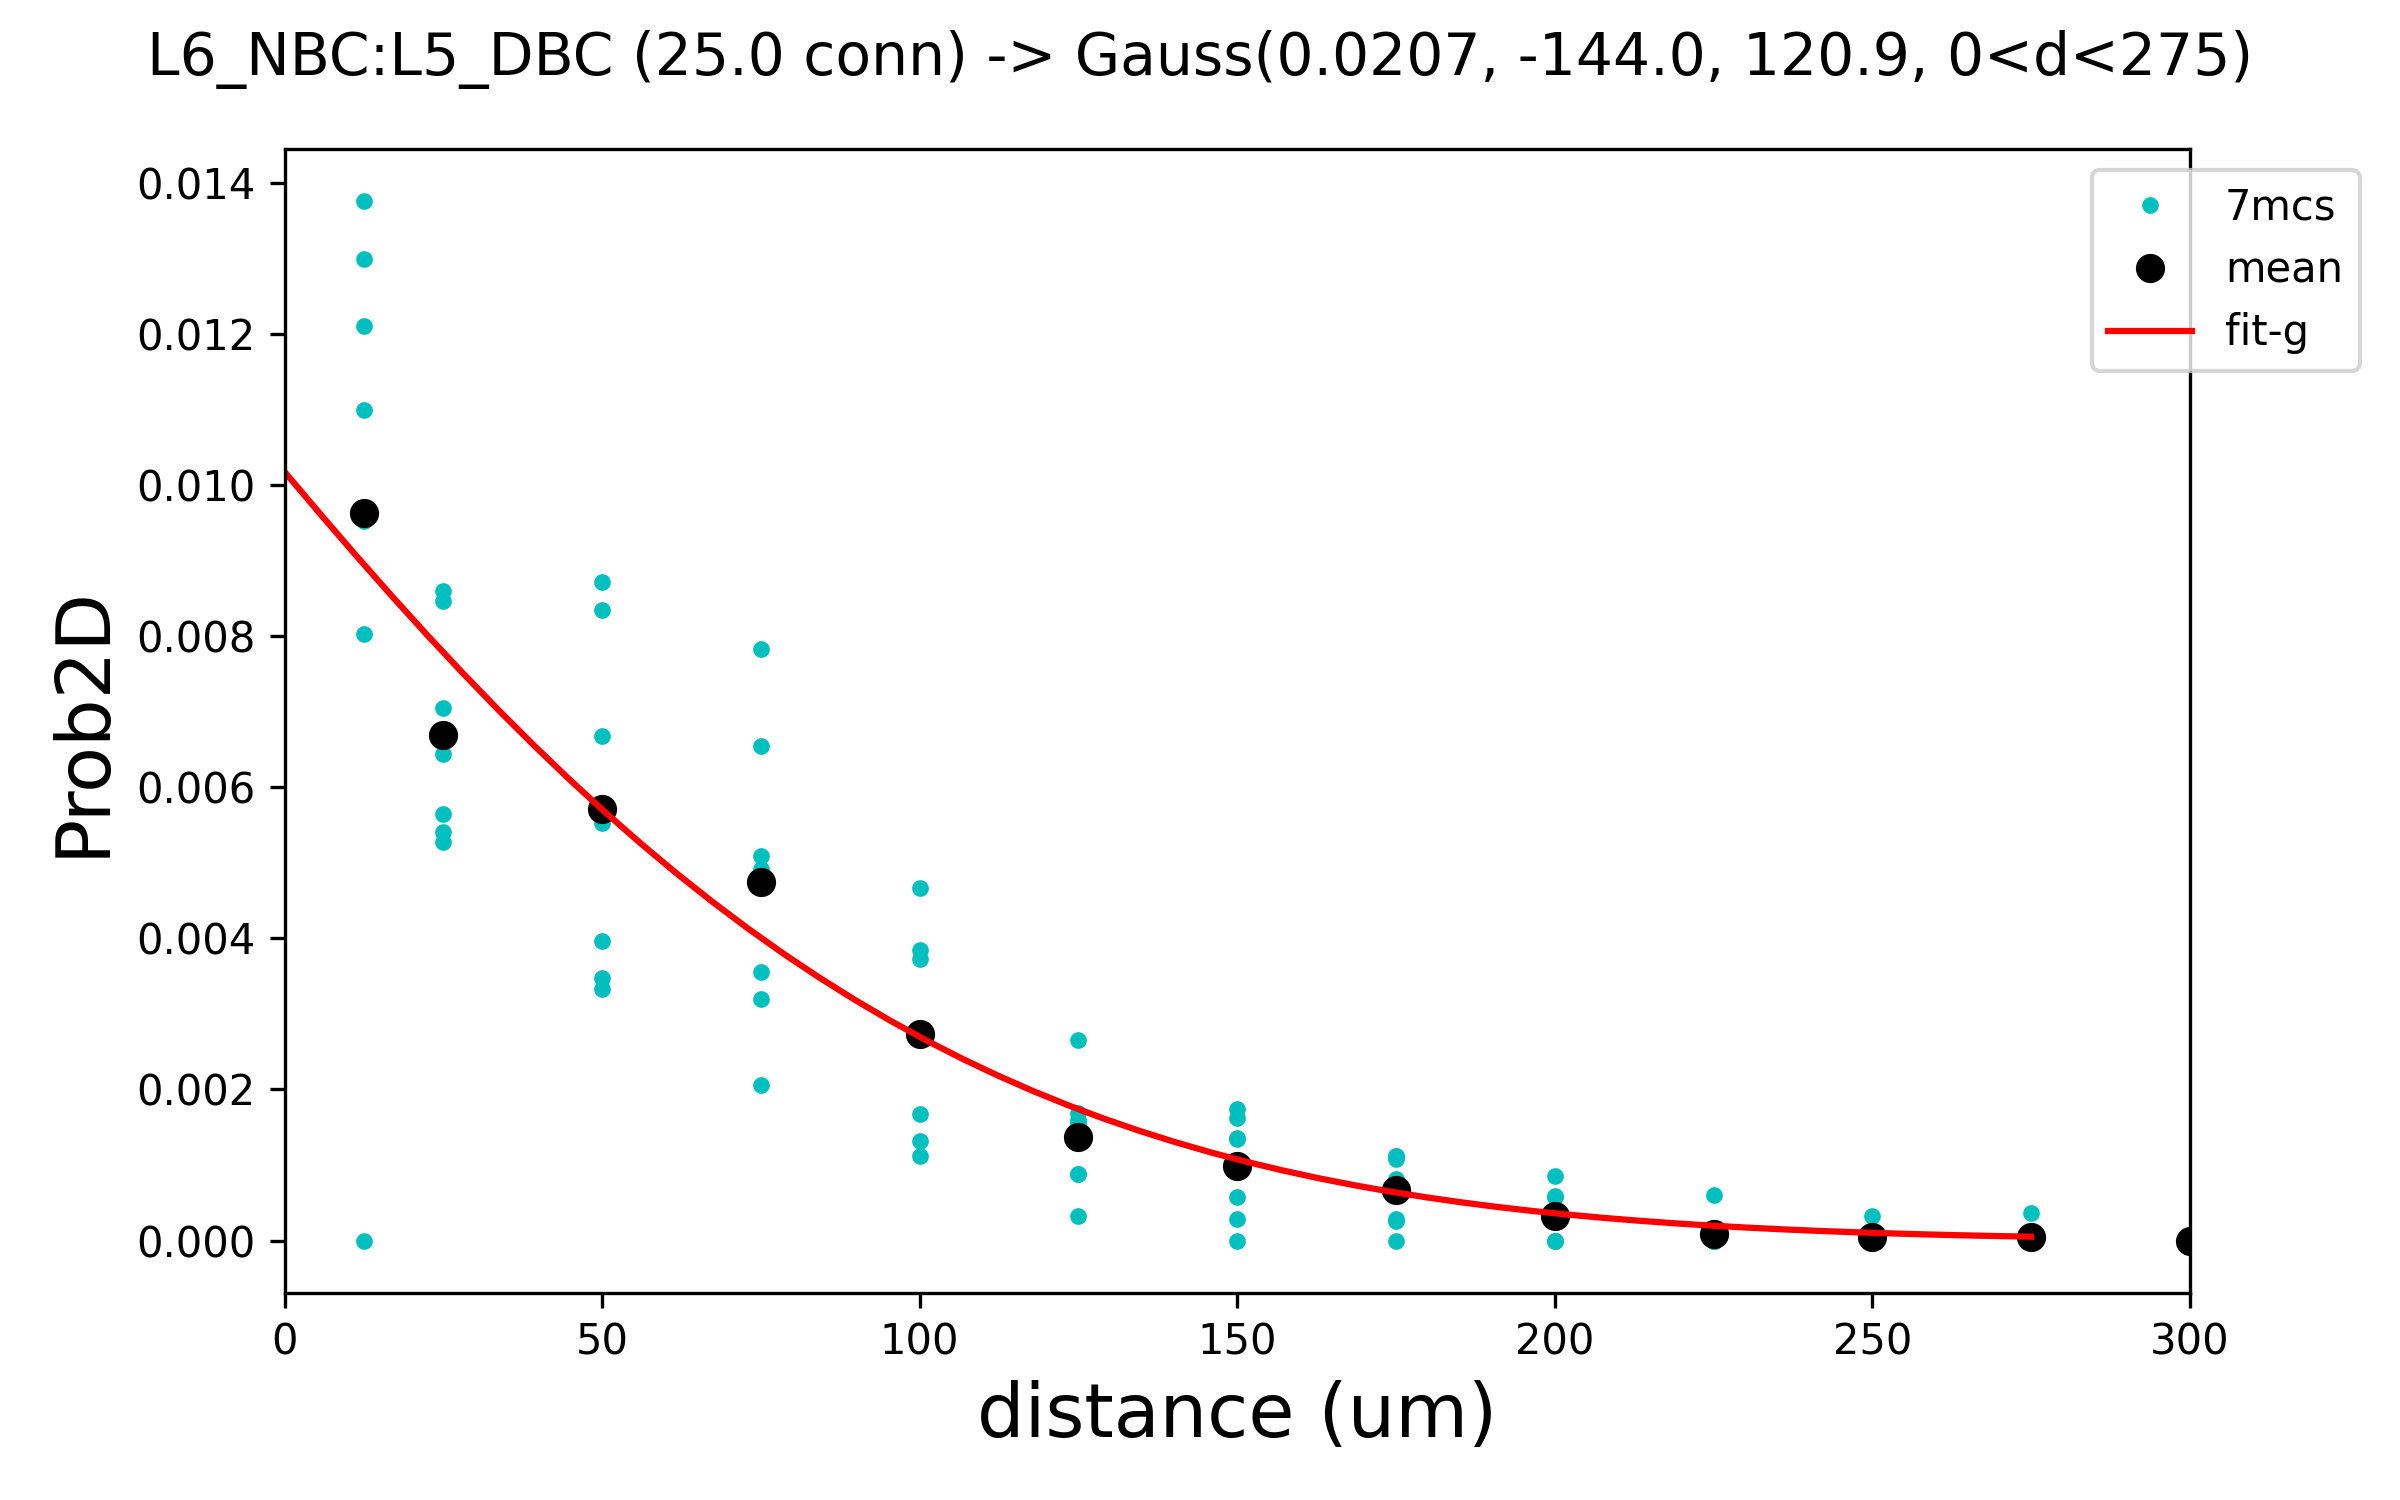 L6_NBC:L5_DBC (25.0 conn) -> Gauss(0.0207, -144.0, 120.9, 0<d<275)
0.014
0.012
0.010
0.008
0.006
0.004
0.002
0.000
Prob2D
0 50 100 150 200 250 300
distance (um)
7mcs
mean
fit-g